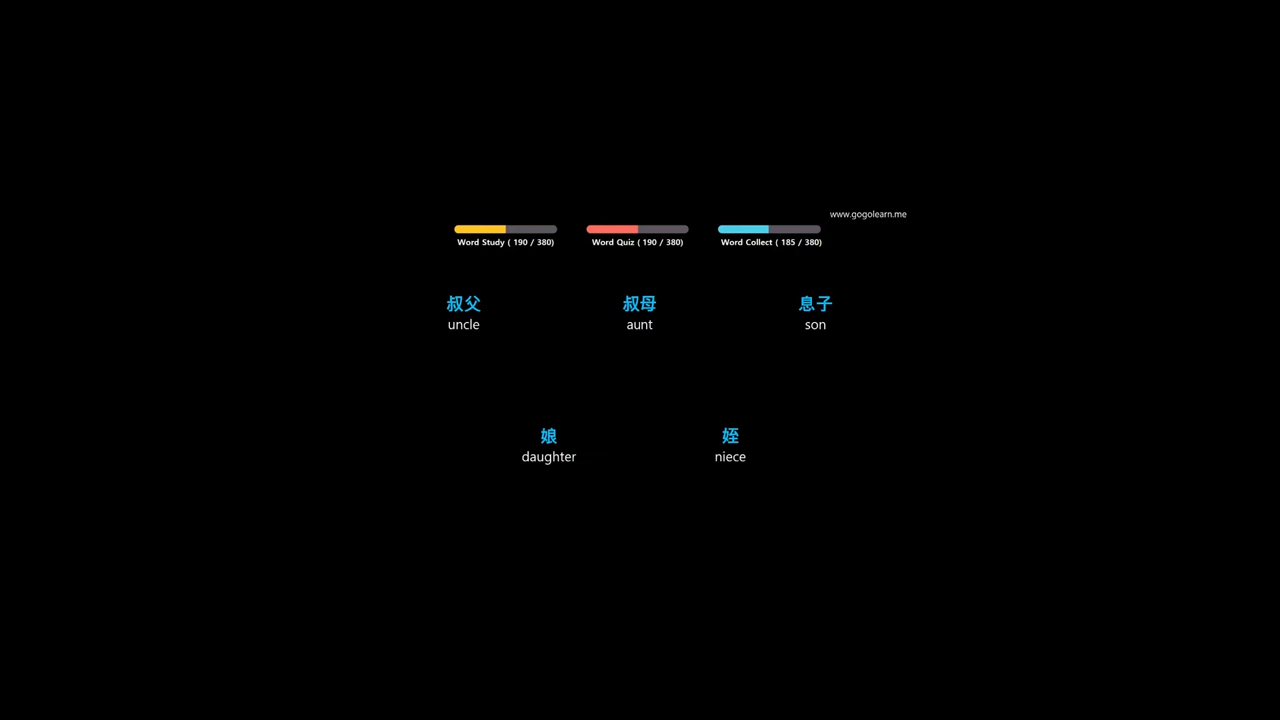 www.gogolearn.me
Word Study ( 190 / 380)
Word Quiz ( 190 / 380)
Word Collect ( 185 / 380)
叔父
uncle
叔母
aunt
息子
son
娘
daughter
姪
niece